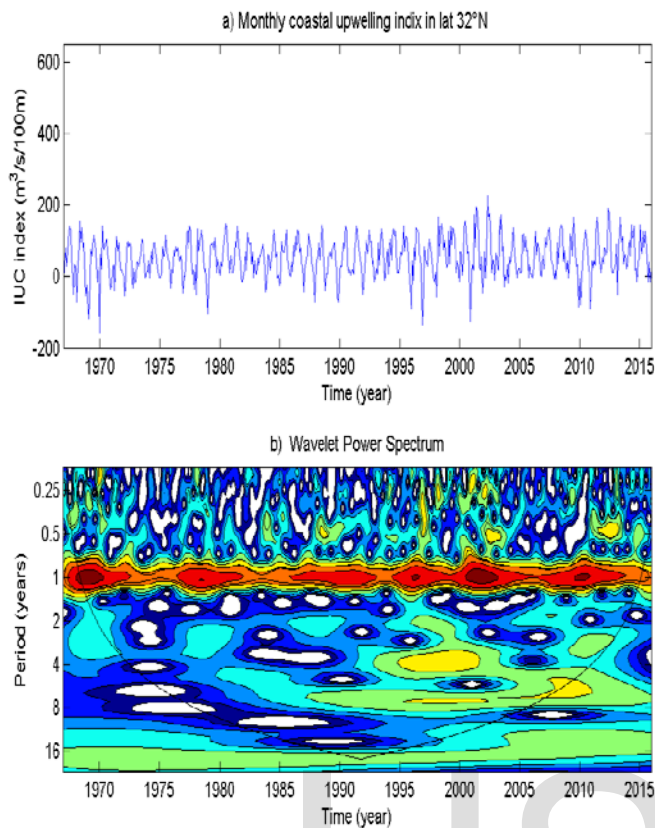 a) Monthly coastal upwelling indix in lat 32°N
IUC index (m³/s/100m)
600
400
200
0
-200
1970 1975 1980 1985 1990 1995 2000 2005 2010 2015
Time (year)
b) Wavelet Power Spectrum
Period (years)
0.25
0.5
1
2
4
8
16
1970 1975 1980 1985 1990 1995 2000 2005 2010 2015
Time (year)